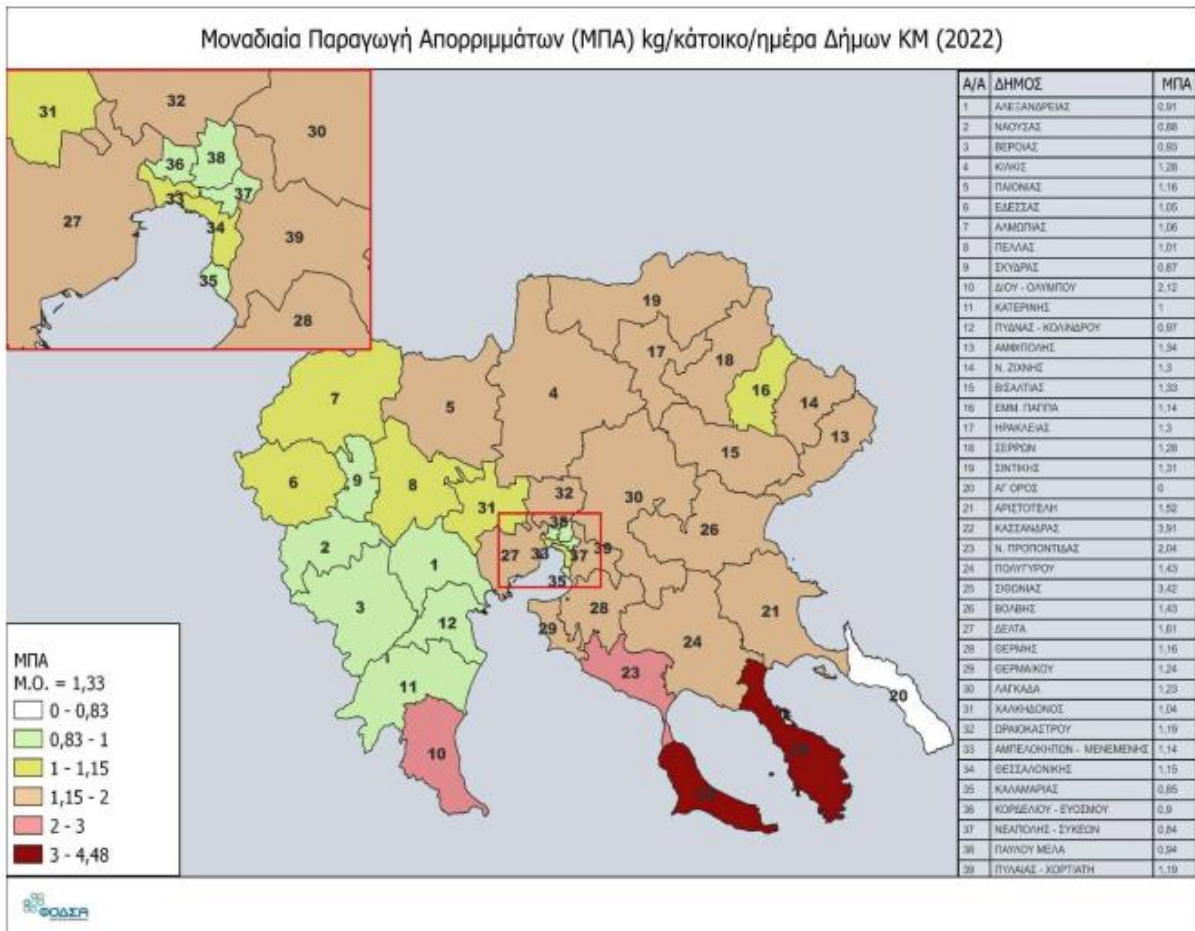 Μοναδιαία Παραγωγή Απορριμμάτων (ΜΠΑ) kg/κάτοικο/ημέρα Δήμων ΚΜ (2022)
31
32
30
36
38
37
33
27
34
39
35
28
19
17
18
16
14
13
7
5
4
15
6
9
8
31
32
30
26
38
2
1
27
33
37
39
35
3
12
28
29
21
24
11
23
20
10
ΜΠΑ
Μ.Ο. = 1,33
0 - 0,83
0,83 - 1
1 - 1,15
1,15 - 2
2 - 3
3 - 4,48
ΦΟΔΣΑ
Α/Α ΔΗΜΟΣ ΜΠΑ
1 ΑΛΕΞΑΝΔΡΕΙΑΣ 0,91
2 ΝΑΟΥΣΑΣ 0,88
3 ΒΕΡΟΙΑΣ 0,93
4 ΚΙΛΚΙΣ 1,28
5 ΠΑΙΟΝΙΑΣ 1,16
6 ΕΔΕΣΣΑΣ 1,05
7 ΑΛΜΩΠΙΑΣ 1,06
8 ΠΕΛΛΑΣ 1,01
9 ΣΚΥΔΡΑΣ 0,87
10 ΔΙΟΥ - ΟΛΥΜΠΟΥ 2,12
11 ΚΑΤΕΡΙΝΗΣ 1
12 ΠΥΔΝΑΣ - ΚΟΛΙΝΔΡΟΥ 0,97
13 ΑΜΦΙΠΟΛΗΣ 1,34
14 Ν. ΖΙΧΝΗΣ 1,3
15 ΒΙΣΑΛΤΙΑΣ 1,33
16 ΕΜΜ. ΠΑΠΠΑ 1,14
17 ΗΡΑΚΛΕΙΑΣ 1,3
18 ΣΕΡΡΩΝ 1,28
19 ΣΙΝΤΙΚΗΣ 1,31
20 ΑΓ ΟΡΟΣ 0
21 ΑΡΙΣΤΟΤΕΛΗ 1,52
22 ΚΑΣΣΑΝΔΡΑΣ 3,91
23 Ν. ΠΡΟΠΟΝΤΙΔΑΣ 2,04
24 ΠΟΛΥΓΥΡΟΥ 1,43
25 ΣΙΘΩΝΙΑΣ 3,42
26 ΒΟΛΒΗΣ 1,43
27 ΔΕΛΤΑ 1,61
28 ΘΕΡΜΗΣ 1,16
29 ΘΕΡΜΑΙΚΟΥ 1,24
30 ΛΑΓΚΑΔΑ 1,23
31 ΧΑΛΚΗΔΟΝΟΣ 1,04
32 ΩΡΑΙΟΚΑΣΤΡΟΥ 1,19
33 ΑΜΠΕΛΟΚΗΠΩΝ - ΜΕΝΕΜΕΝΗΣ 1,14
34 ΘΕΣΣΑΛΟΝΙΚΗΣ 1,15
35 ΚΑΛΑΜΑΡΙΑΣ 0,85
36 ΚΟΡΔΕΛΙΟΥ - ΕΥΟΣΜΟΥ 0,9
37 ΝΕΑΠΟΛΗΣ - ΣΥΚΕΩΝ 0,84
38 ΠΑΥΛΟΥ ΜΕΛΑ 0,94
39 ΠΥΛΑΙΑΣ - ΧΟΡΤΙΑΤΗ 1,19